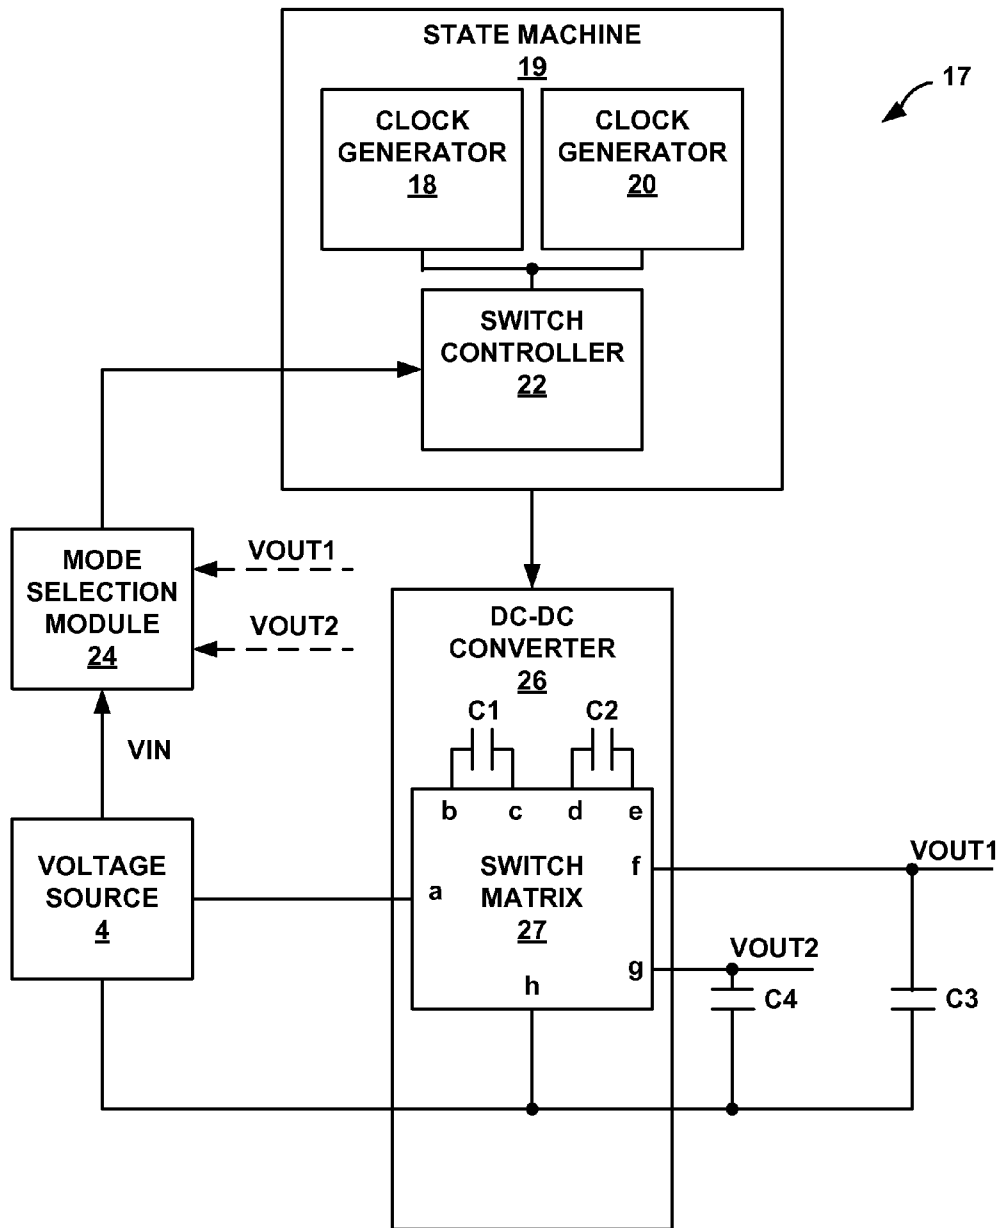 STATE MACHINE
19
17
CLOCK
GENERATOR
18
CLOCK
GENERATOR
20
SWITCH
CONTROLLER
22
MODE
SELECTION
MODULE
24
VOUT1
VOUT2
VIN
DC-DC
CONVERTER
26
C1
C2
b
c
d
e
VOLTAGE
SOURCE
4
a
SWITCH
MATRIX
27
f
g
h
VOUT1
VOUT2
C4
C3